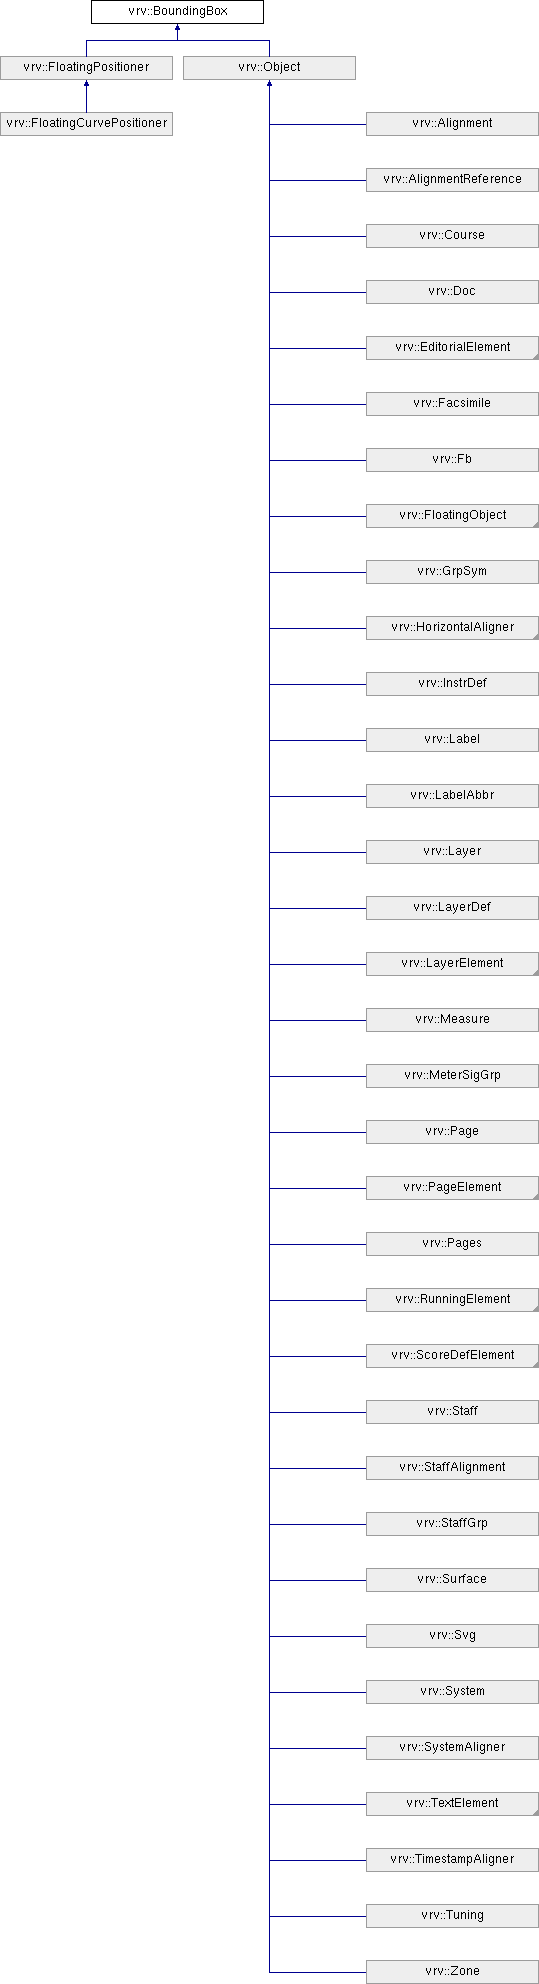 vrv::BoundingBox
vrv::FloatingPositioner
vrv::Object
vrv::FloatingCurvePositioner
vrv::Alignment
vrv::AlignmentReference
vrv::Course
vrv::Doc
vrv::EditorialElement
vrv::Facsimile
vrv::Fb
vrv::FloatingObject
vrv::GrpSym
vrv::HorizontalAligner
vrv::InstrDef
vrv::Label
vrv::LabelAbbr
vrv::Layer
vrv::LayerDef
vrv::LayerElement
vrv::Measure
vrv::MeterSigGrp
vrv::Page
vrv::PageElement
vrv::Pages
vrv::RunningElement
vrv::ScoreDefElement
vrv::Staff
vrv::StaffAlignment
vrv::StaffGrp
vrv::Surface
vrv::Svg
vrv::System
vrv::SystemAligner
vrv::TextElement
vrv::TimestampAligner
vrv::Tuning
vrv::Zone